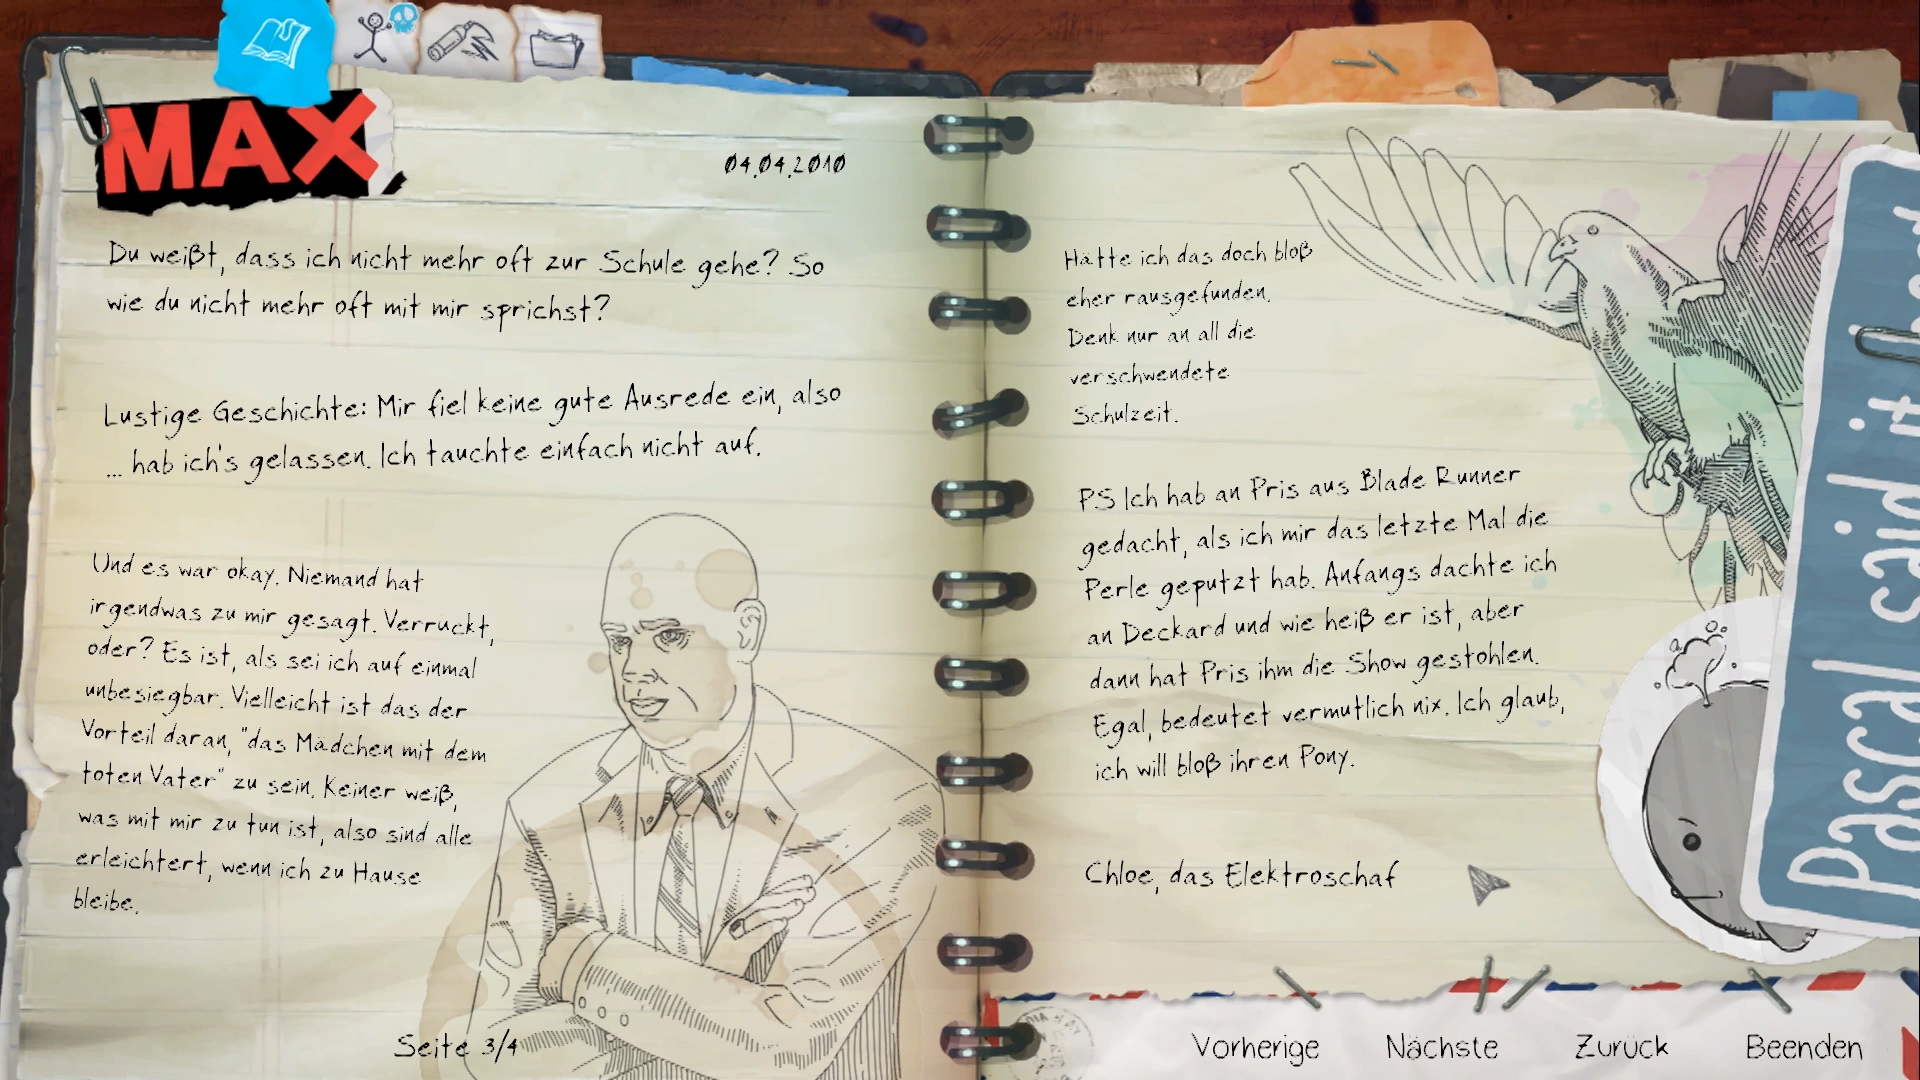 MAX
04.04.2010
Du weißt, dass ich nicht mehr oft zur Schule gehe? So
wie du nicht mehr oft mit mir sprichst?
Lustige Geschichte: Mir fiel keine gute Ausrede ein, also
... hab ich's gelassen. Ich tauchte einfach nicht auf.
Und es war okay. Niemand hat
irgendwas zu mir gesagt. Verrückt,
oder? Es ist, als sei ich auf einmal
unbesiegbar. Vielleicht ist das der
Vorteil daran, "das Mädchen mit dem
toten Vater" zu sein. Keiner weiß,
was mit mir zu tun ist, also sind alle
erleichtert, wenn ich zu Hause
bleibe.
Seite 3/4
Hätte ich das doch bloß
eher rausgefunden.
Denk nur an all die
verschwendete
Schulzeit.
PS Ich hab an Pris aus Blade Runner
gedacht, als ich mir das letzte Mal die
Perle geputzt hab. Anfangs dachte ich
an Deckard und wie heiß er ist, aber
dann hat Pris ihm die Show gestohlen.
Egal, bedeutet vermutlich nix. Ich glaub,
ich will bloß ihren Pony.
Chloe, das Elektroschaf
Pascal said it
Vorherige
Nächste
Zurück
Beenden